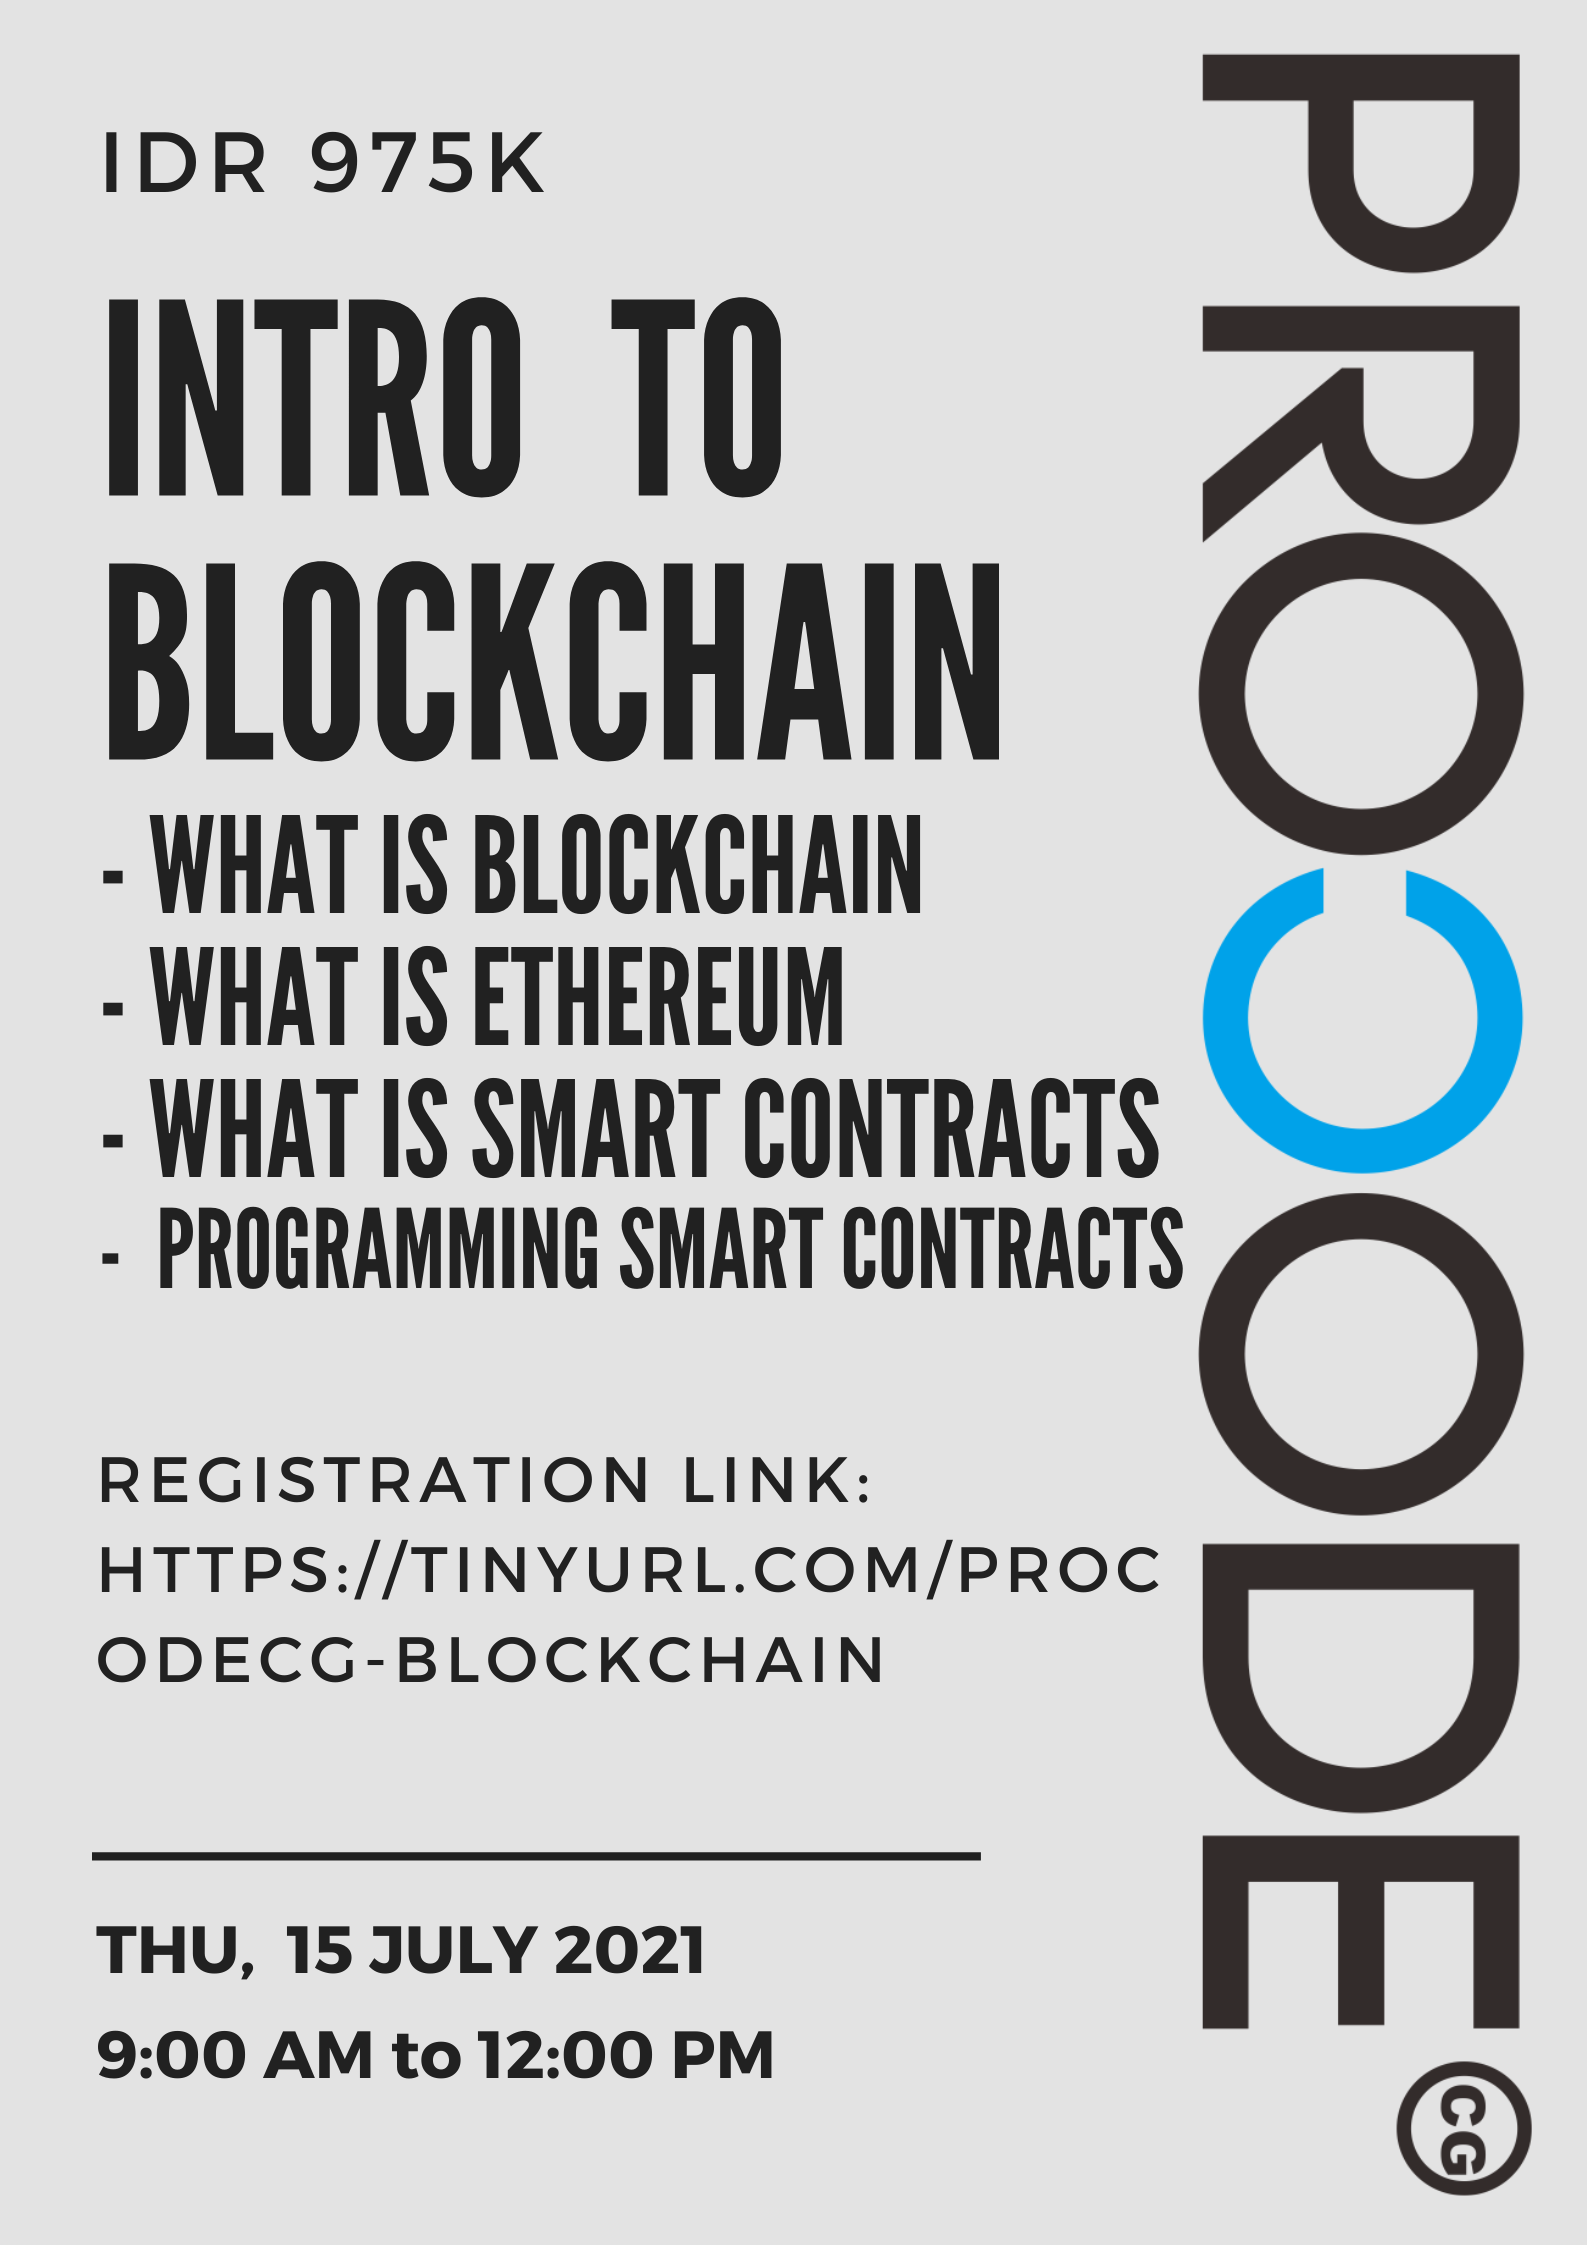 IDR 975K
INTRO TO
BLOCKCHAIN
- WHAT IS BLOCKCHAIN
- WHAT IS ETHEREUM
- WHAT IS SMART CONTRACTS
- PROGRAMMING SMART CONTRACTS
REGISTRATION LINK:
HTTPS://TINYURL.COM/PROC
ODECG-BLOCKCHAIN
THU, 15 JULY 2021
9:00 AM to 12:00 PM
PROCODE
CG